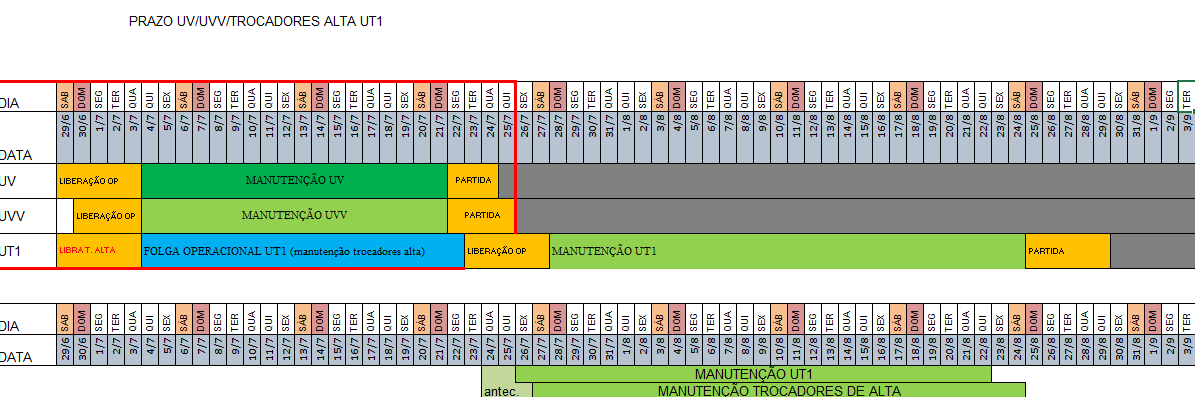 PRAZO UV/UVV/TROCADORES ALTA UT1
DIA SÁB DOM SEG TER QUA QUI SEX SÁB DOM SEG TER QUA QUI SEX SÁB DOM SEG TER QUA QUI SEX SÁB DOM SEG TER QUA QUI SEX SÁB DOM SEG TER QUA QUI SEX SÁB DOM SEG TER QUA QUI SEX SÁB DOM SEG TER QUA QUI SEX SÁB DOM SEG TER QUA QUI SEX SÁB DOM SEG TER QUA QUI SEX SÁB DOM SEG TER
DATA 29/6 30/6 1/7 2/7 3/7 4/7 5/7 6/7 7/7 8/7 9/7 10/7 11/7 12/7 13/7 14/7 15/7 16/7 17/7 18/7 19/7 20/7 21/7 22/7 23/7 24/7 25/7 26/7 27/7 28/7 29/7 30/7 31/7 1/8 2/8 3/8 4/8 5/8 6/8 7/8 8/8 9/8 10/8 11/8 12/8 13/8 14/8 15/8 16/8 17/8 18/8 19/8 20/8 21/8 22/8 23/8 24/8 25/8 26/8 27/8 28/8 29/8 30/8 31/8 1/9 2/9 3/9
UV LIBERAÇÃO OP MANUTENÇÃO UV PARTIDA
UVV LIBERAÇÃO OP MANUTENÇÃO UVV PARTIDA
UT1 LIBRA T. ALTA FOLGA OPERACIONAL UT1 (manutenção trocadores alta) LIBERAÇÃO OP MANUTENÇÃO UT1 PARTIDA
DIA SÁB DOM SEG TER QUA QUI SEX SÁB DOM SEG TER QUA QUI SEX SÁB DOM SEG TER QUA QUI SEX SÁB DOM SEG TER QUA QUI SEX SÁB DOM SEG TER QUA QUI SEX SÁB DOM SEG TER QUA QUI SEX SÁB DOM SEG TER QUA QUI SEX SÁB DOM SEG TER QUA QUI SEX SÁB DOM SEG TER QUA QUI SEX SÁB DOM SEG TER
DATA 29/6 30/6 1/7 2/7 3/7 4/7 5/7 6/7 7/7 8/7 9/7 10/7 11/7 12/7 13/7 14/7 15/7 16/7 17/7 18/7 19/7 20/7 21/7 22/7 23/7 24/7 25/7 26/7 27/7 28/7 29/7 30/7 31/7 1/8 2/8 3/8 4/8 5/8 6/8 7/8 8/8 9/8 10/8 11/8 12/8 13/8 14/8 15/8 16/8 17/8 18/8 19/8 20/8 21/8 22/8 23/8 24/8 25/8 26/8 27/8 28/8 29/8 30/8 31/8 1/9 2/9 3/9
MANUTENÇÃO UT1
antec. MANUTENÇÃO TROCADORES DE ALTA